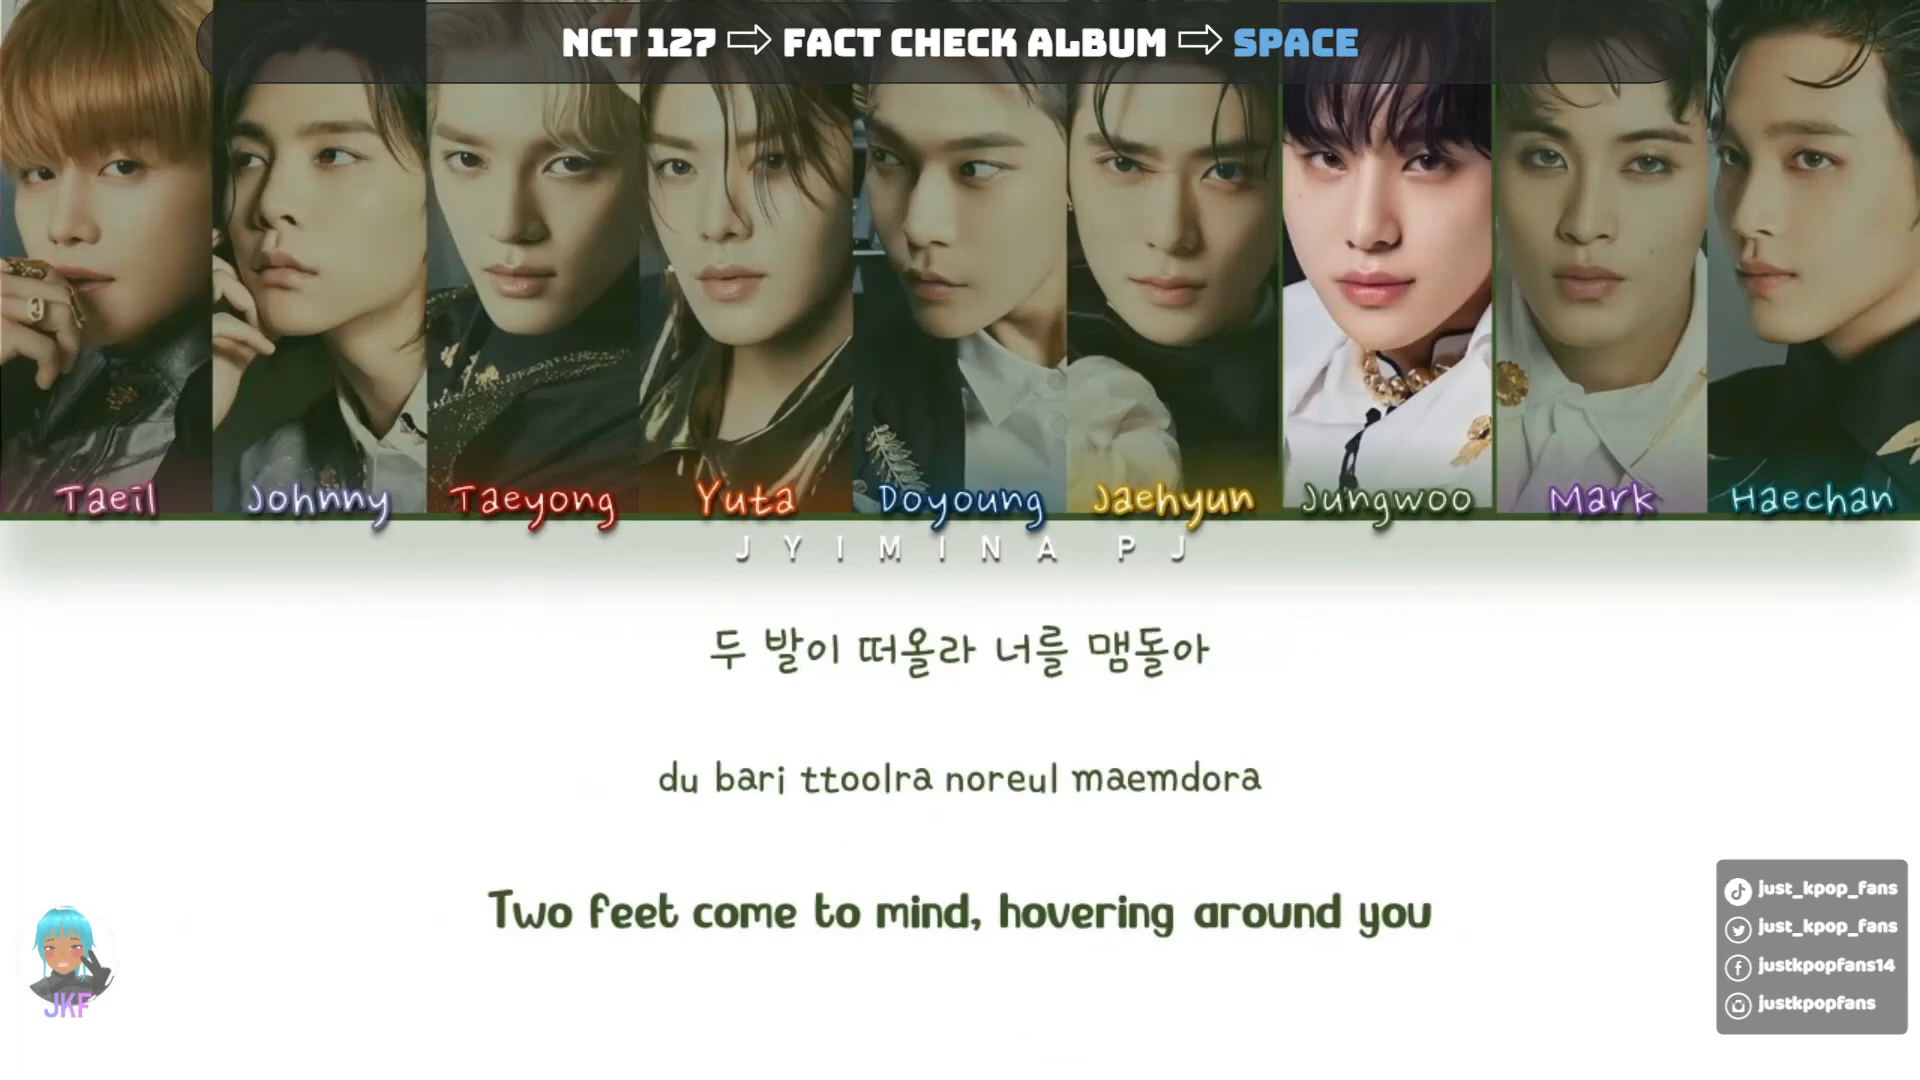 NCT 127 ⇨ FACT CHECK ALBUM ⇨ SPACE
Taeil Johnny Taeyong Yuta Doyoung Jaehyun Jungwoo Mark Haechan
JYIMINA PJ
두 발이 떠올라 너를 맴돌아
du bari ttoolra noreul maemdora
Two feet come to mind, hovering around you
JKF
just_kpop_fans
just_kpop_fans
justkpopfans14
justkpopfans